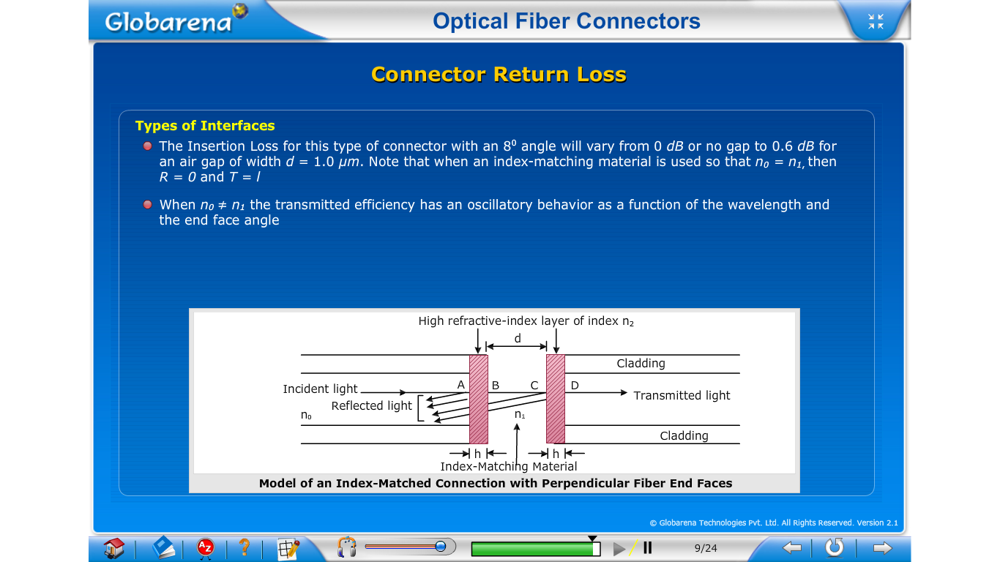 Globarena
Optical Fiber Connectors
Connector Return Loss
Types of Interfaces
The Insertion Loss for this type of connector with an 8⁰ angle will vary from 0 dB or no gap to 0.6 dB for
an air gap of width d = 1.0 µm. Note that when an index-matching material is used so that n₀ = n₁, then
R = 0 and T = l
When n₀ ≠ n₁ the transmitted efficiency has an oscillatory behavior as a function of the wavelength and
the end face angle
High refractive-index layer of index n₂
d
Cladding
Incident light
A
B
C
D
Transmitted light
Reflected light
n₀
n₁
Cladding
h
h
Index-Matching Material
Model of an Index-Matched Connection with Perpendicular Fiber End Faces
© Globarena Technologies Pvt. Ltd. All Rights Reserved. Version 2.1
AZ
?
9/24